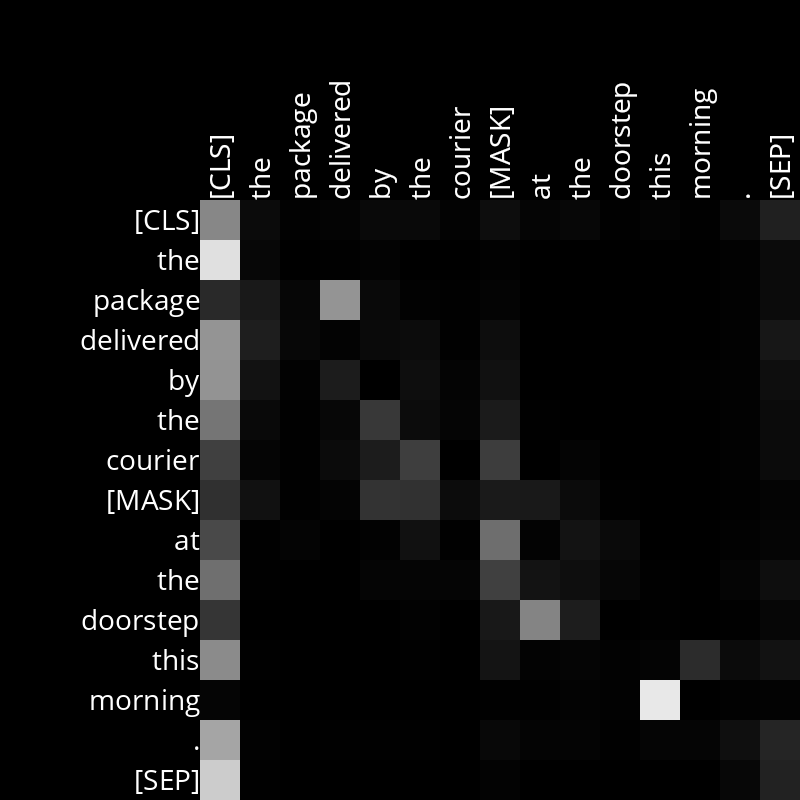 [CLS] the package delivered by the courier [MASK] at the doorstep this morning . [SEP]
[CLS]
the
package
delivered
by
the
courier
[MASK]
at
the
doorstep
this
morning
.
[SEP]